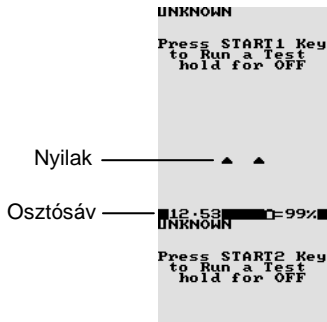 UNKNOWN
Press START1 Key
to Run a Test
hold for OFF
Nyilak
Osztósáv
12·53 =99%
UNKNOWN
Press START2 Key
to Run a Test
hold for OFF